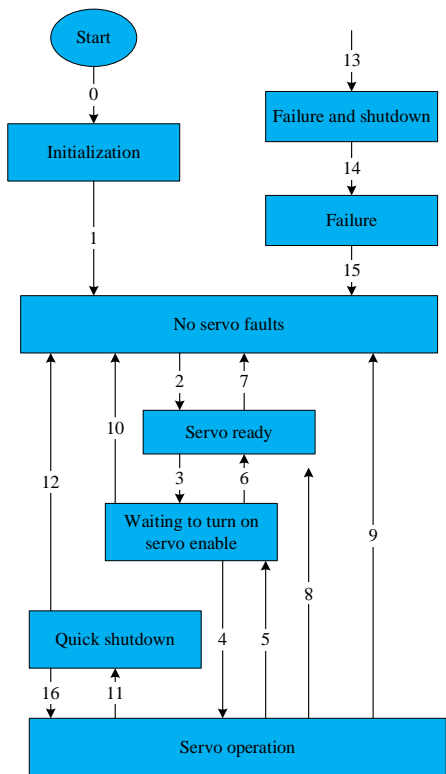 Start
0
Initialization
1
13
Failure and shutdown
14
Failure
15
No servo faults
2
7
10
Servo ready
12
3
6
Waiting to turn on
servo enable
9
8
Quick shutdown
4
5
16
11
Servo operation